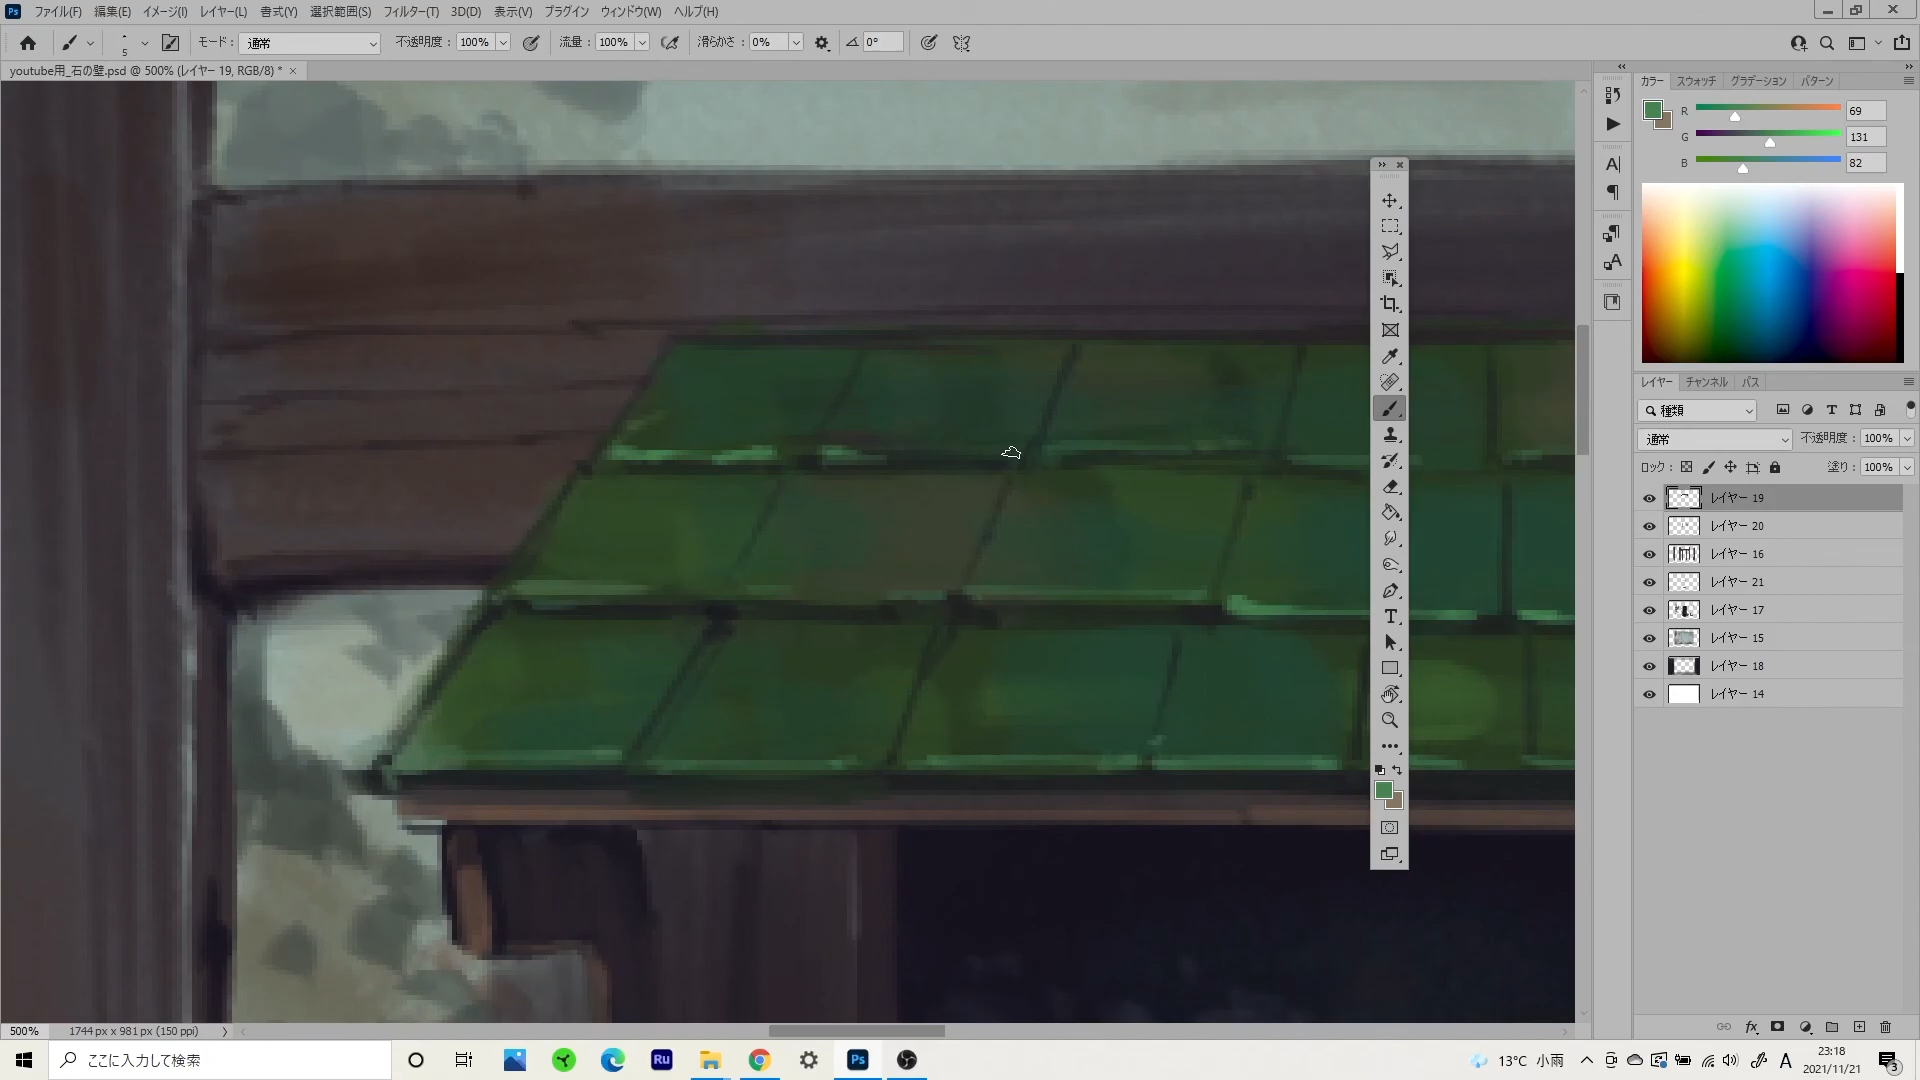 Ps ファイル(F) 編集(E) イメージ(I) レイヤー(L) 書式(Y) 選択範囲(S) フィルター(T) 3D(D) 表示(V) プラグイン ウィンドウ(W) ヘルプ(H)
5 モード : 通常 不透明度 : 100% 流量 : 100% 滑らかさ : 0% 0°
youtube用_石の壁.psd @ 500% (レイヤー 19, RGB/8) *
カラー スウォッチ グラデーション パターン
R 69
G 131
B 82
レイヤー チャンネル パス
種類
通常 不透明度 : 100%
ロック : 塗り : 100%
レイヤー 19
レイヤー 20
レイヤー 16
レイヤー 21
レイヤー 17
レイヤー 15
レイヤー 18
レイヤー 14
500% 1744 px x 981 px (150 ppi)
ここに入力して検索
Ru
Ps
13°C 小雨
A
23:18
2021/11/21
3